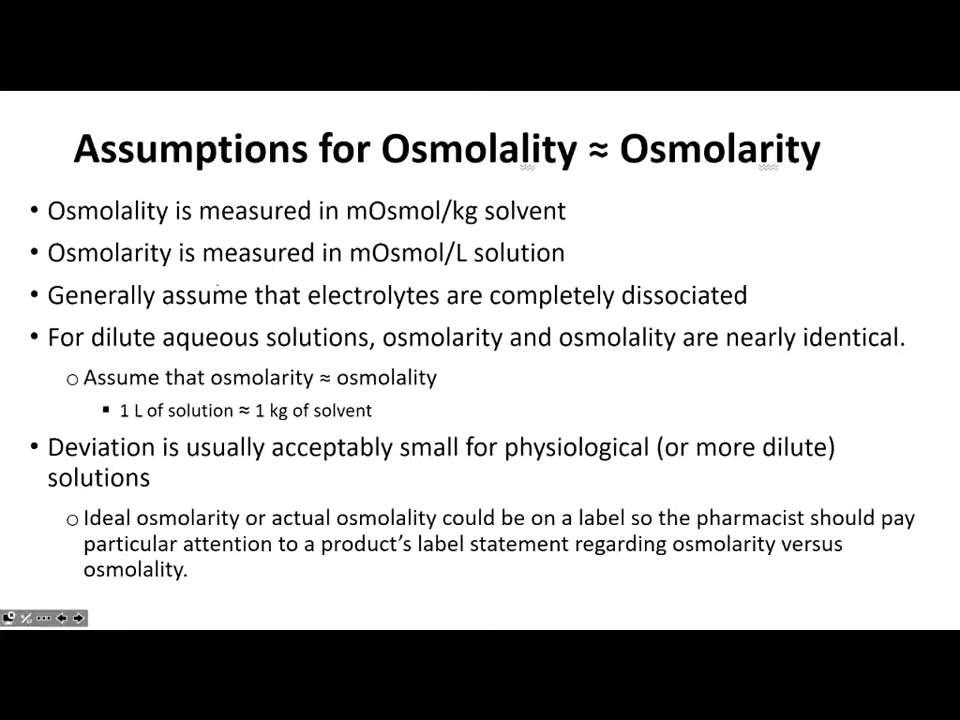 Assumptions for Osmolality ≈ Osmolarity
• Osmolality is measured in mOsmol/kg solvent
• Osmolarity is measured in mOsmol/L solution
• Generally assume that electrolytes are completely dissociated
• For dilute aqueous solutions, osmolarity and osmolality are nearly identical.
o Assume that osmolarity ≈ osmolality
▪ 1 L of solution ≈ 1 kg of solvent
• Deviation is usually acceptably small for physiological (or more dilute)
solutions
o Ideal osmolarity or actual osmolality could be on a label so the pharmacist should pay
particular attention to a product’s label statement regarding osmolarity versus
osmolality.